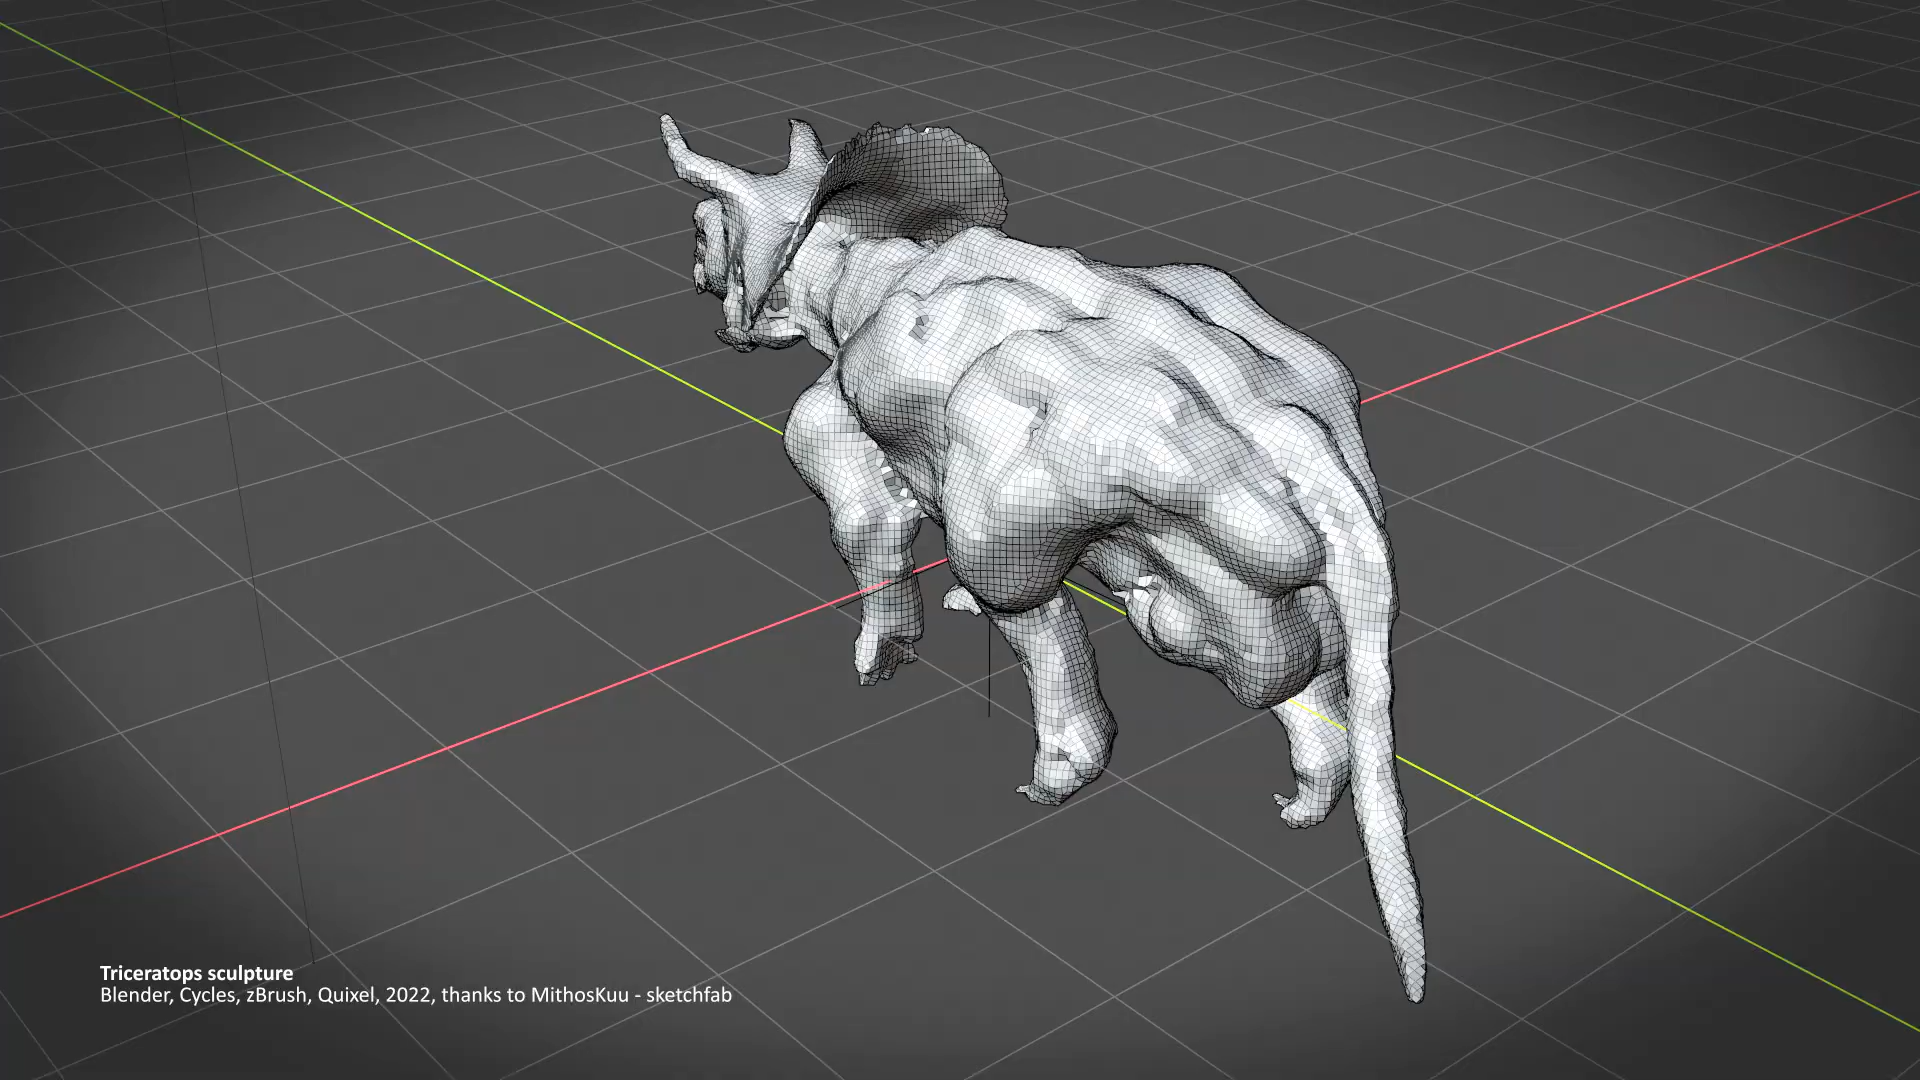 Triceratops sculpture
Blender, Cycles, zBrush, Quixel, 2022, thanks to MithosKuu - sketchfab